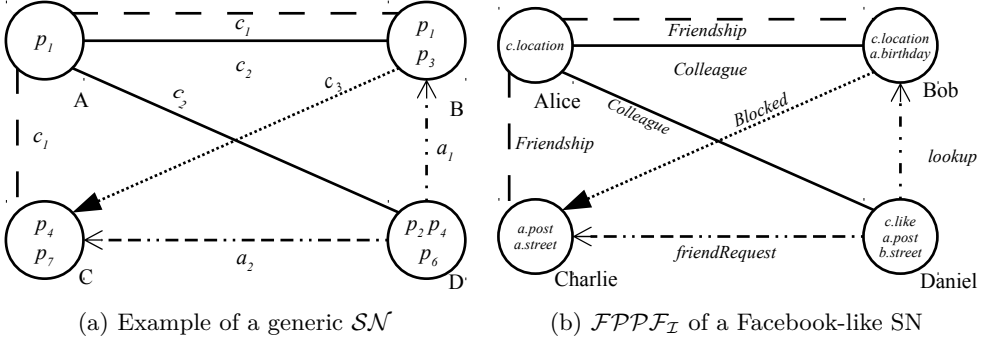 p1
c1
p1
p3
c2
A
B
c2
c3
c1
a1
p4
p7
p2 p4
p6
a2
C
D
(a) Example of a generic SN
c.location
Friendship
c.location
a.birthday
Colleague
Alice
Bob
Colleague
Blocked
Friendship
lookup
a.post
a.street
c.like
a.post
b.street
friendRequest
Charlie
Daniel
(b) FPPF_I of a Facebook-like SN